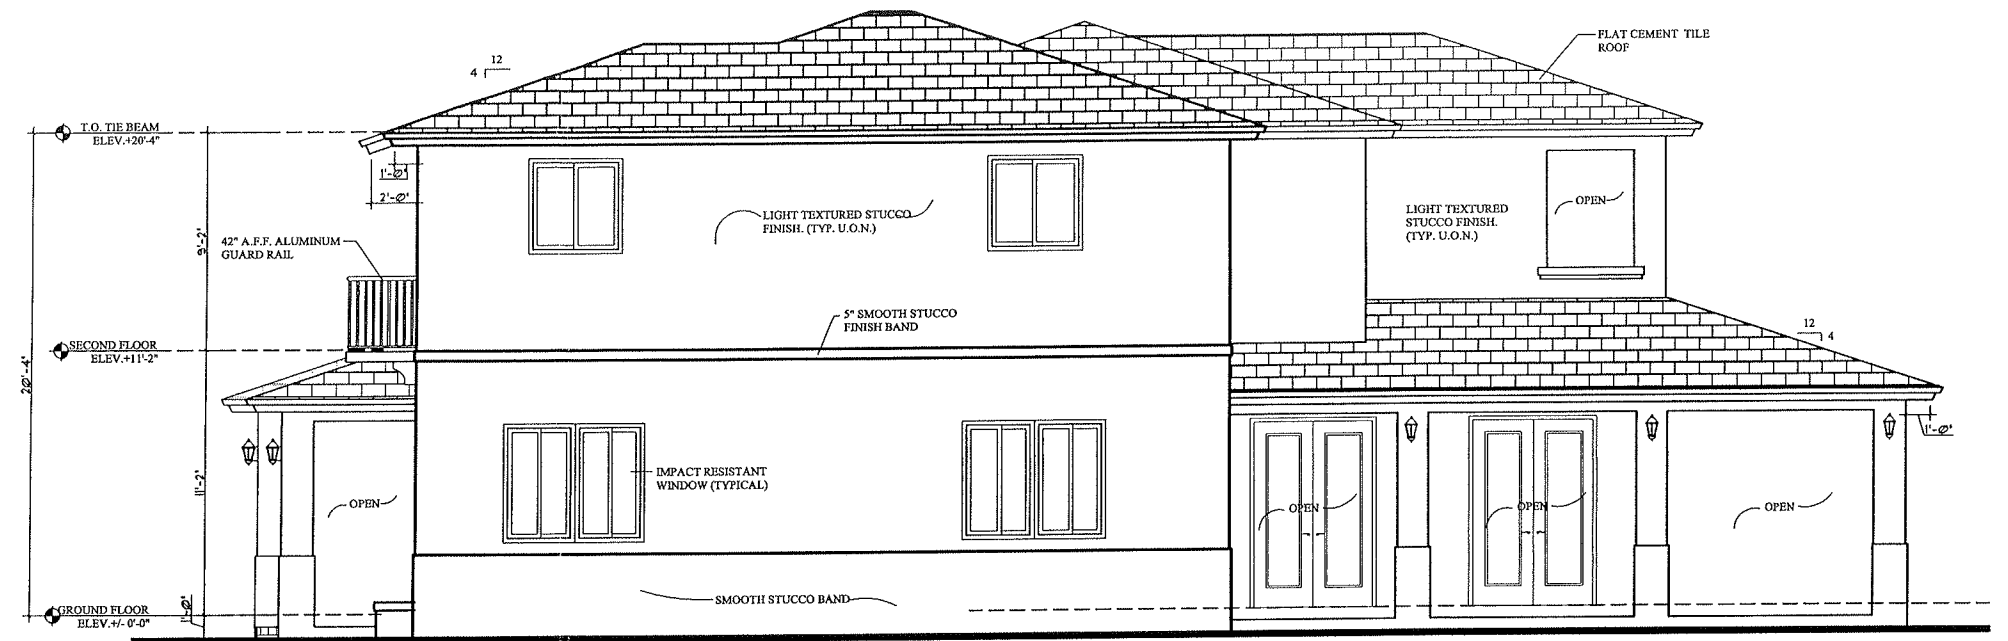 FLAT CEMENT TILE
ROOF
12
4
T.O. TIE BEAM
ELEV.+20'-4"
1'-0"
2'-0"
9'-2"
LIGHT TEXTURED STUCCO
FINISH. (TYP. U.O.N.)
LIGHT TEXTURED
STUCCO FINISH.
(TYP. U.O.N.)
OPEN
42" A.F.F. ALUMINUM
GUARD RAIL
5" SMOOTH STUCCO
FINISH BAND
12
4
SECOND FLOOR
ELEV.+11'-2"
20'-4"
1'-0"
IMPACT RESISTANT
WINDOW (TYPICAL)
11'-2"
OPEN
OPEN
OPEN
OPEN
SMOOTH STUCCO BAND
GROUND FLOOR
ELEV.+/- 0'-0"
1'-0"